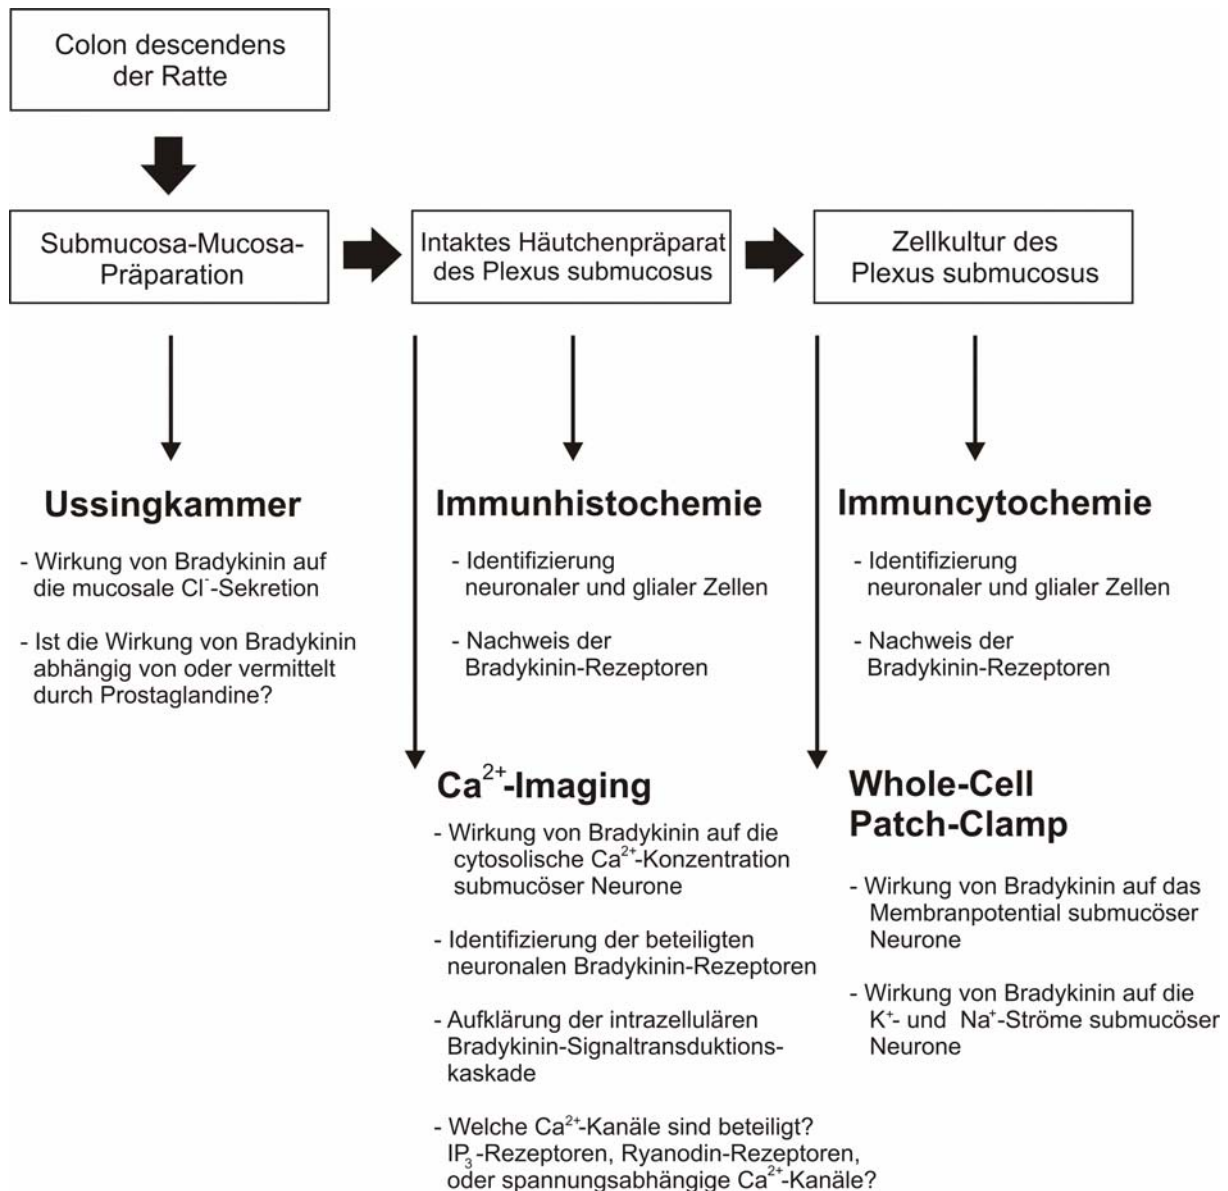 Colon descendens
der Ratte
Submucosa-Mucosa-
Präparation
Intaktes Häutchenpräparat
des Plexus submucosus
Zellkultur des
Plexus submucosus
Ussingkammer
- Wirkung von Bradykinin auf
die mucosale Cl⁻-Sekretion
- Ist die Wirkung von Bradykinin
abhängig von oder vermittelt
durch Prostaglandine?
Immunhistochemie
- Identifizierung
neuronaler und glialer Zellen
- Nachweis der
Bradykinin-Rezeptoren
Immuncytochemie
- Identifizierung
neuronaler und glialer Zellen
- Nachweis der
Bradykinin-Rezeptoren
Ca²⁺-Imaging
- Wirkung von Bradykinin auf die
cytosolische Ca²⁺-Konzentration
submucöser Neurone
- Identifizierung der beteiligten
neuronalen Bradykinin-Rezeptoren
- Aufklärung der intrazellulären
Bradykinin-Signaltransduktions-
kaskade
- Welche Ca²⁺-Kanäle sind beteiligt?
IP₃-Rezeptoren, Ryanodin-Rezeptoren,
oder spannungsabhängige Ca²⁺-Kanäle?
Whole-Cell
Patch-Clamp
- Wirkung von Bradykinin auf das
Membranpotential submucöser
Neurone
- Wirkung von Bradykinin auf die
K⁺- und Na⁺-Ströme submucöser
Neurone